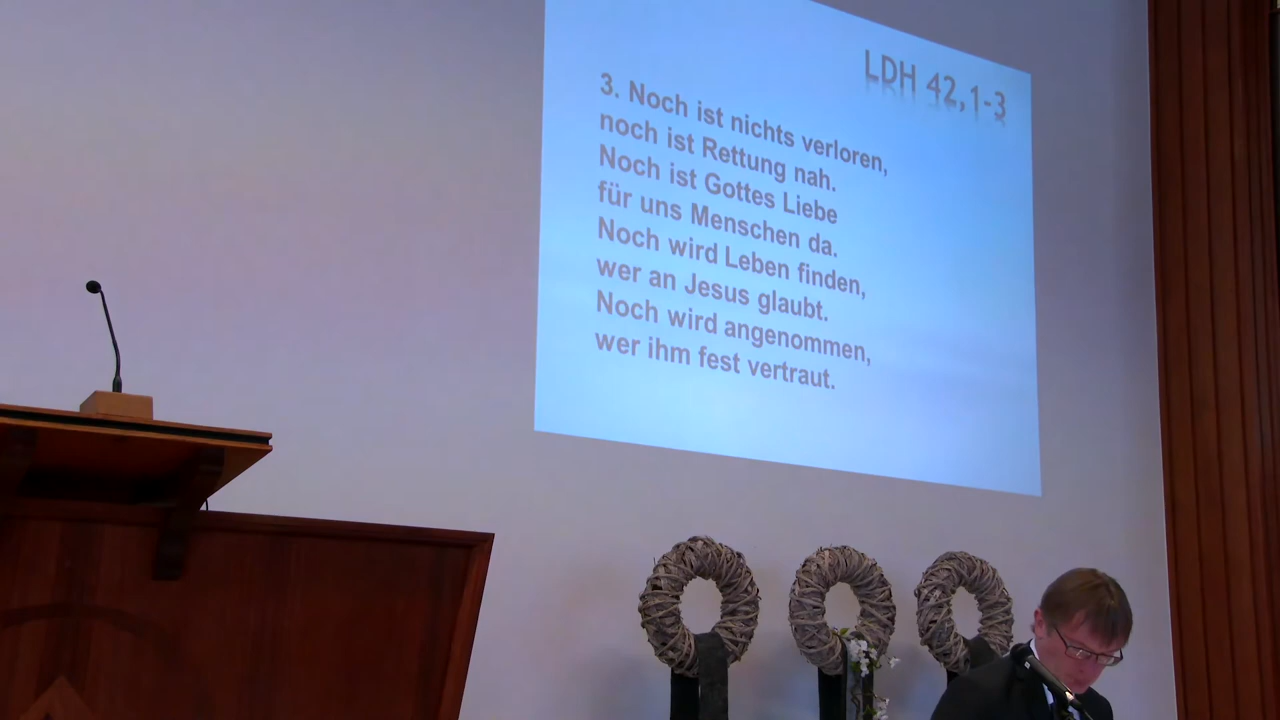 LDH 42,1-3
3. Noch ist nichts verloren,
noch ist Rettung nah.
Noch ist Gottes Liebe
für uns Menschen da.
Noch wird Leben finden,
wer an Jesus glaubt.
Noch wird angenommen,
wer ihm fest vertraut.